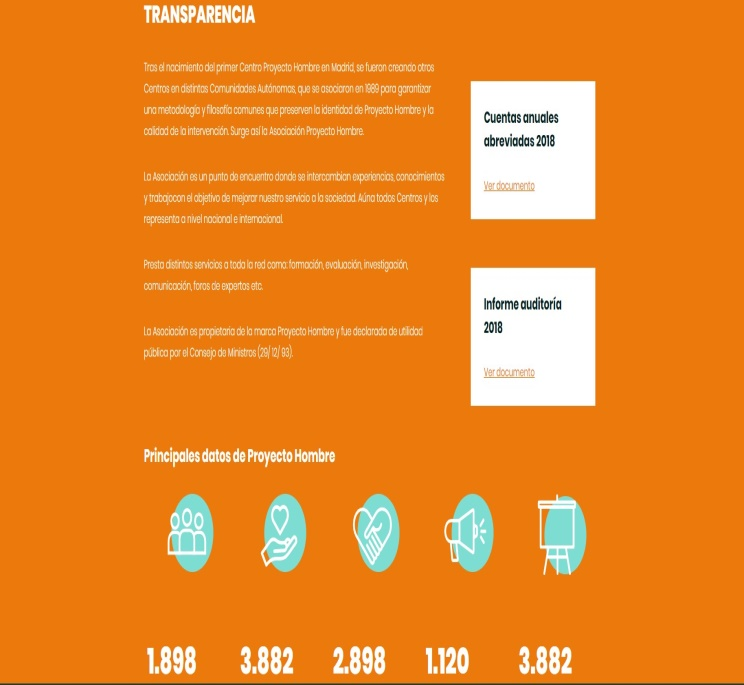 TRANSPARENCIA
Tras el nacimiento del primer Centro Proyecto Hombre en Madrid, se fueron creando otros
Centros en distintas Comunidades Autónomas, que se asociaron en 1989 para garantizar
una metodología y filosofía comunes que preserven la identidad de Proyecto Hombre y la
calidad de la intervención. Surge así la Asociación Proyecto Hombre.
La Asociación es un punto de encuentro donde se intercambian experiencias, conocimientos
y trabajocon el objetivo de mejorar nuestro servicio a la sociedad. Aúna todos Centros y los
representa a nivel nacional e internacional.
Presta distintos servicios a toda la red como: formación, evaluación, investigación,
comunicación, foros de expertos etc.
La Asociación es propietaria de la marca Proyecto Hombre y fue declarada de utilidad
pública por el Consejo de Ministros (29/ 12/ 93).
Cuentas anuales
abreviadas 2018
Ver documento
Informe auditoría
2018
Ver documento
Principales datos de Proyecto Hombre
1.898 3.882 2.898 1.120 3.882